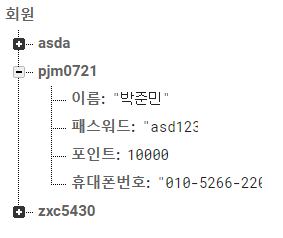 회원
asda
pjm0721
이름: "박준민"
패스워드: "asd123
포인트: 10000
휴대폰번호: "010-5266-220
zxc5430